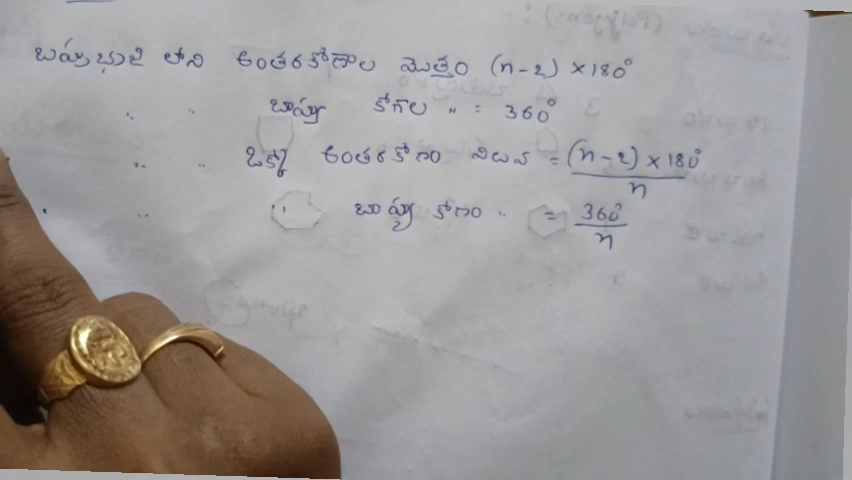 బహుభుజి లోని అంతరకోణాల మొత్తం (n-2) × 180°
" " బాహ్య కోణాల " = 360°
" " ఒక్కో అంతరకోణం విలువ = (n-2) × 180° / n
" " బాహ్య కోణం " = 360° / n